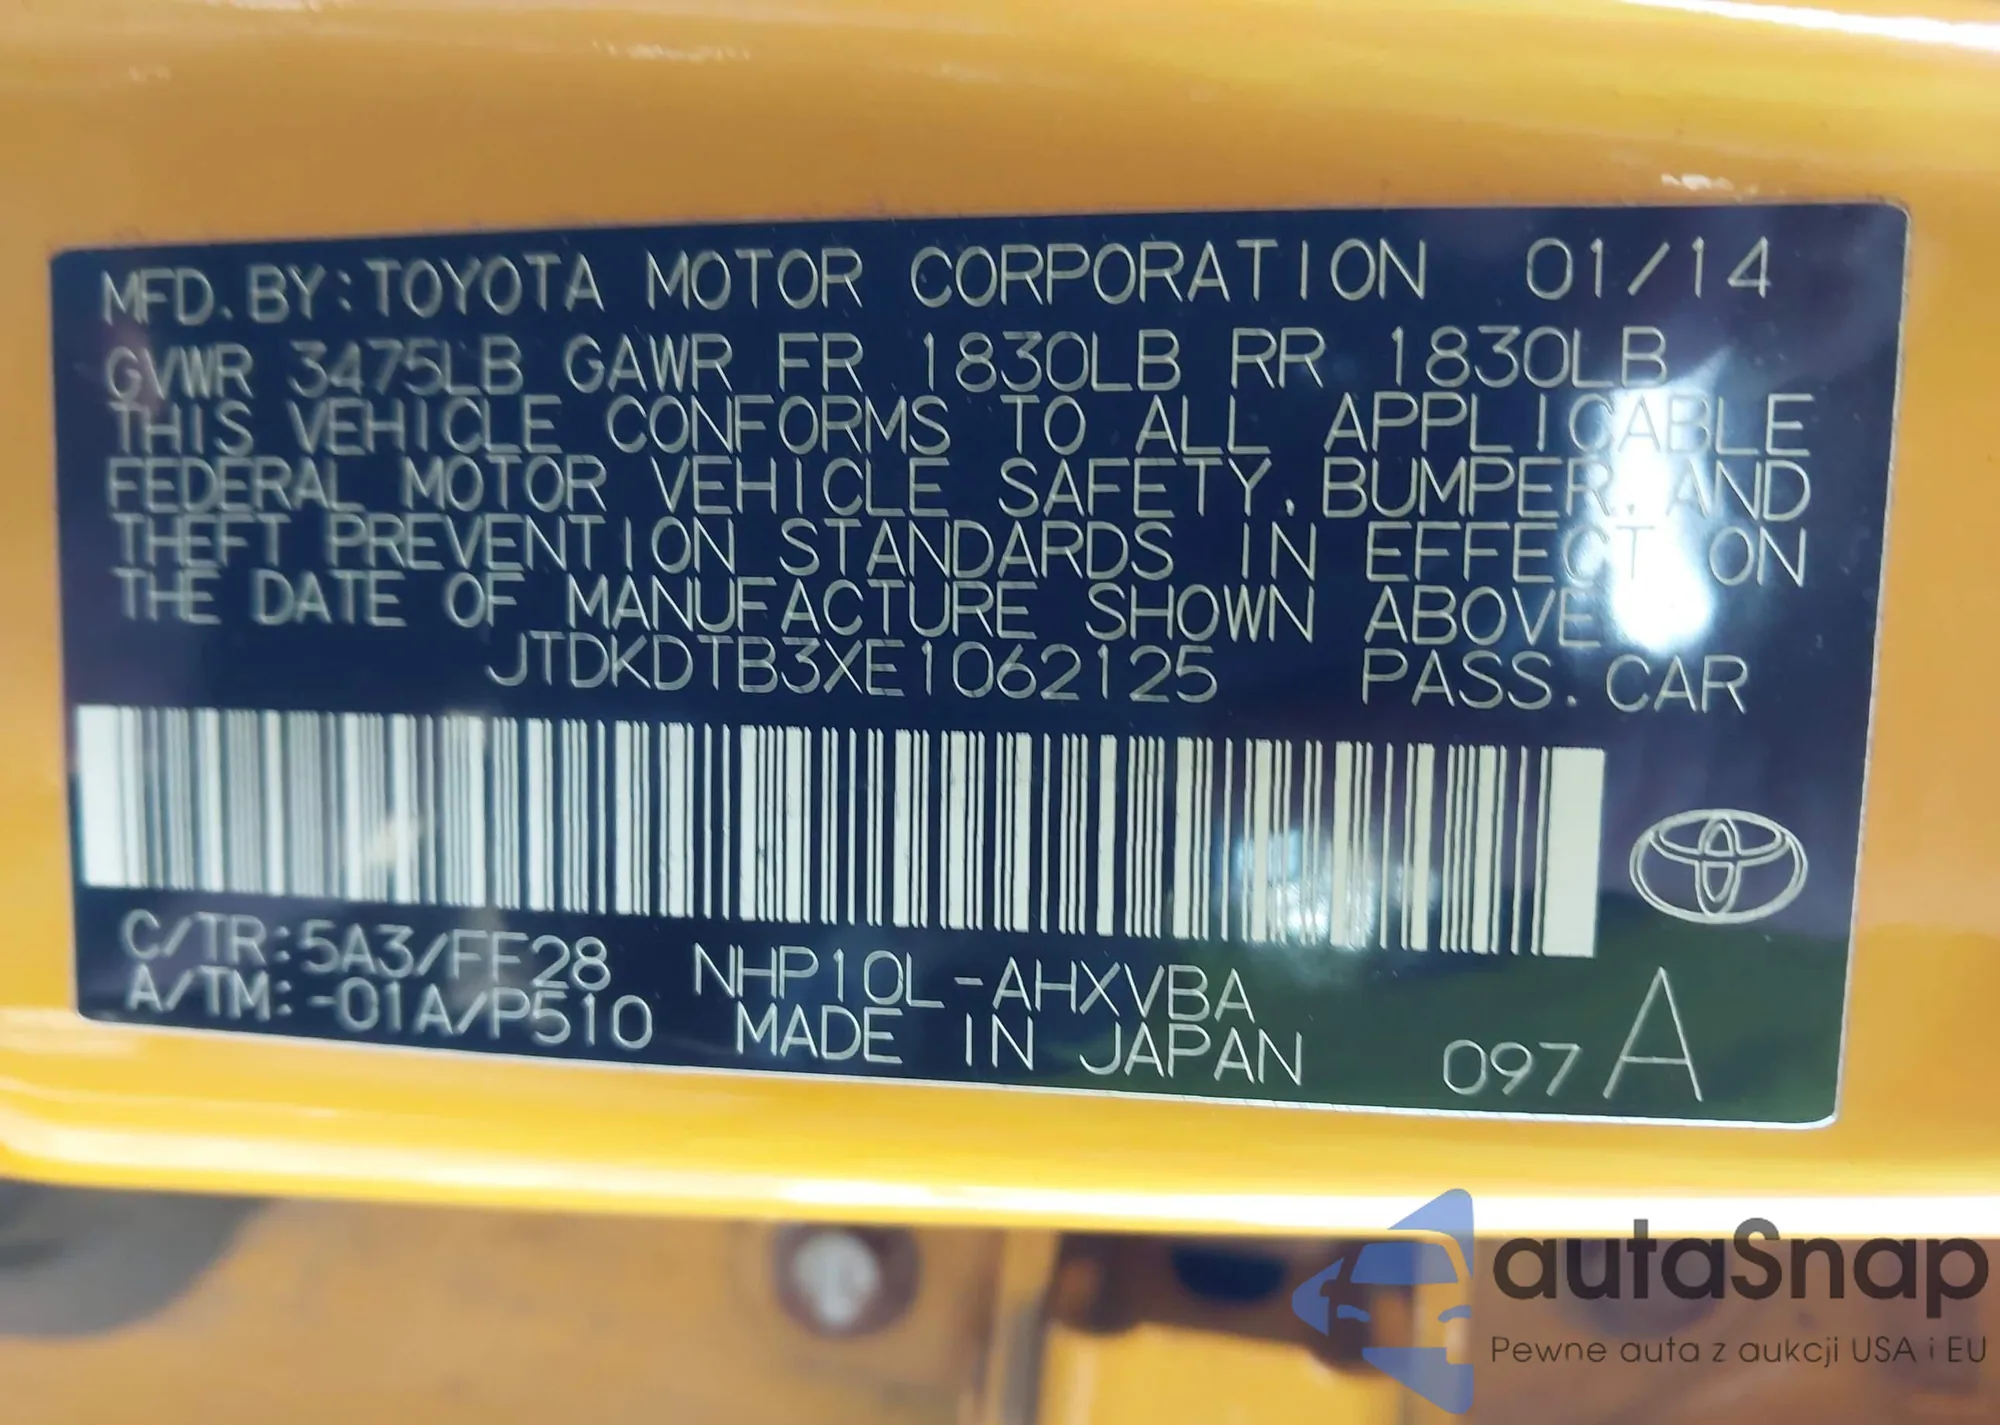 MFD. BY: TOYOTA MOTOR CORPORATION 01/14
GVWR 3475LB GAWR FR 1830LB RR 1830LB
THIS VEHICLE CONFORMS TO ALL APPLICABLE
FEDERAL MOTOR VEHICLE SAFETY, BUMPER, AND
THEFT PREVENTION STANDARDS IN EFFECT ON
THE DATE OF MANUFACTURE SHOWN ABOVE.
JTDKDTB3XE1062125 PASS. CAR
C/TR: 5A3/FF28 NHP10L-AHXVBA
A/TM: -01A/P510 MADE IN JAPAN 097 A
autaSnap
Pewne auta z aukcji USA i EU